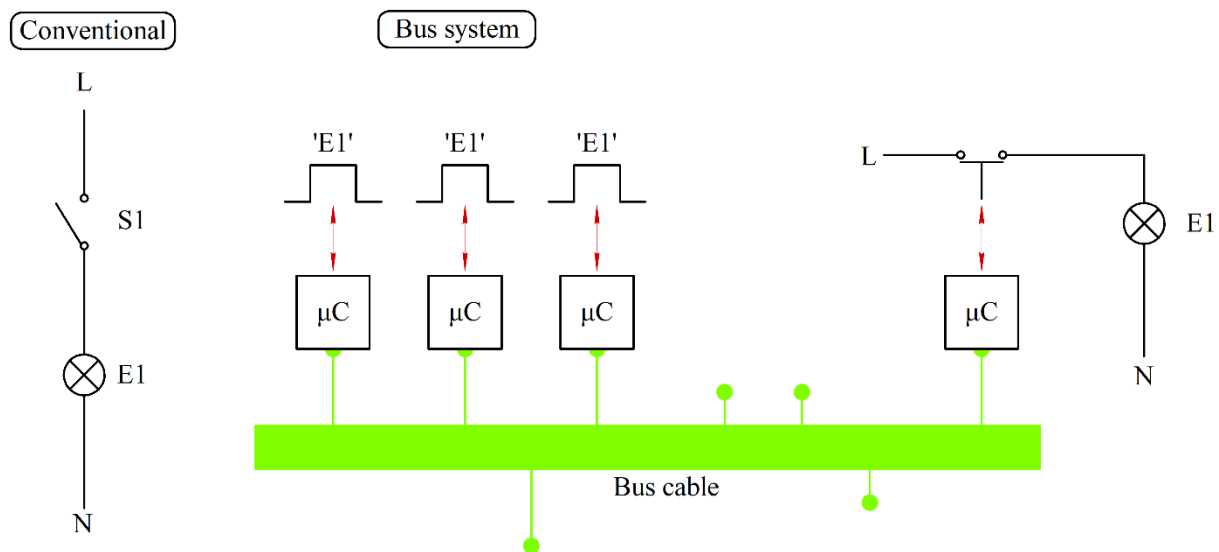 Conventional
Bus system
L
S1
E1
N
'E1' 'E1' 'E1'
μC μC μC μC
L
E1
N
Bus cable